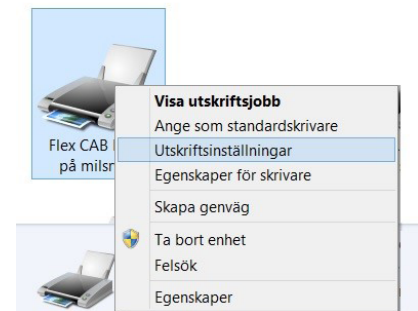 Visa utskriftsjobb
Ange som standardskrivare
Flex CAB
Utskriftsinställningar
på
Egenskaper för skrivare
Skapa genväg
Ta bort enhet
Felsök
Egenskaper